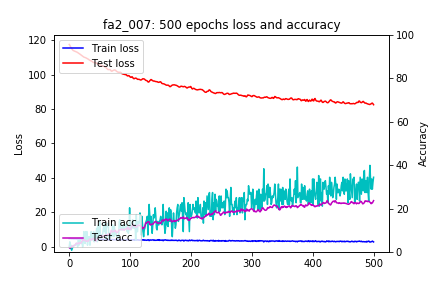 fa2_007: 500 epochs loss and accuracy
120
100
80
60
40
20
0
Loss
Train loss
Test loss
Train acc
Test acc
0
100
200
300
400
500
100
80
60
40
20
0
Accuracy